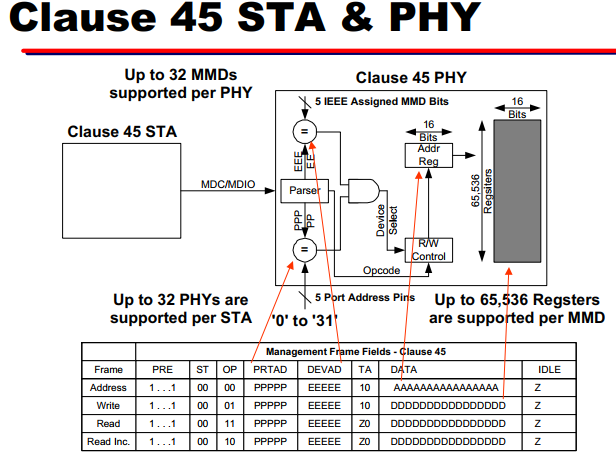 Clause 45 STA & PHY
Up to 32 MMDs
supported per PHY
Clause 45 PHY
5 IEEE Assigned MMD Bits
16
Bits
Clause 45 STA
=
16
Bits
Addr
Reg
EEE
EE
MDC/MDIO
Parser
65,536
Regsiters
PPP
PP
Device
Select
=
R/W
Control
Opcode
Up to 32 PHYs are
supported per STA
5 Port Address Pins
'0' to '31'
Up to 65,536 Regsters
are supported per MMD
Management Frame Fields - Clause 45
Frame PRE ST OP PRTAD DEVAD TA DATA IDLE
Address 1 . . .1 00 00 PPPPP EEEEE 10 AAAAAAAAAAAAAAAA Z
Write 1 . . .1 00 01 PPPPP EEEEE 10 DDDDDDDDDDDDDDDD Z
Read 1 . . .1 00 11 PPPPP EEEEE Z0 DDDDDDDDDDDDDDDD Z
Read Inc. 1 . . .1 00 10 PPPPP EEEEE Z0 DDDDDDDDDDDDDDDD Z